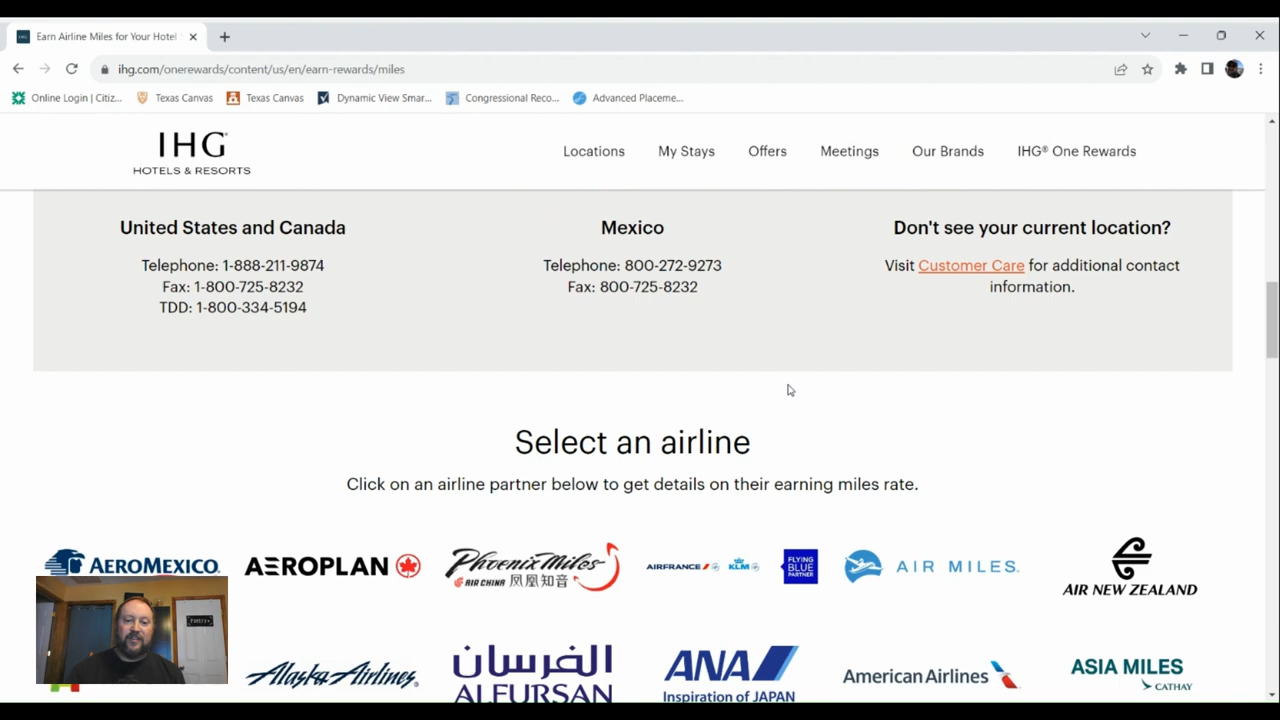 Earn Airline Miles for Your Hotel
ihg.com/onerewards/content/us/en/earn-rewards/miles
Online Login | Citiz...
Texas Canvas
Texas Canvas
Dynamic View Smar...
Congressional Reco...
Advanced Placeme...
IHG®
HOTELS & RESORTS
Locations
My Stays
Offers
Meetings
Our Brands
IHG® One Rewards
United States and Canada
Telephone: 1-888-211-9874
Fax: 1-800-725-8232
TDD: 1-800-334-5194
Mexico
Telephone: 800-272-9273
Fax: 800-725-8232
Don't see your current location?
Visit Customer Care for additional contact
information.
Select an airline
Click on an airline partner below to get details on their earning miles rate.
AEROMEXICO.
AEROPLAN
Phoenix Miles
AIR CHINA 凤凰知音
AIRFRANCE KLM
FLYING
BLUE
PARTNER
AIR MILES.
AIR NEW ZEALAND
Pantry
Alaska Airlines.
الفرسان
ALFURSAN
ANA
Inspiration of JAPAN
American Airlines
ASIA MILES
CATHAY